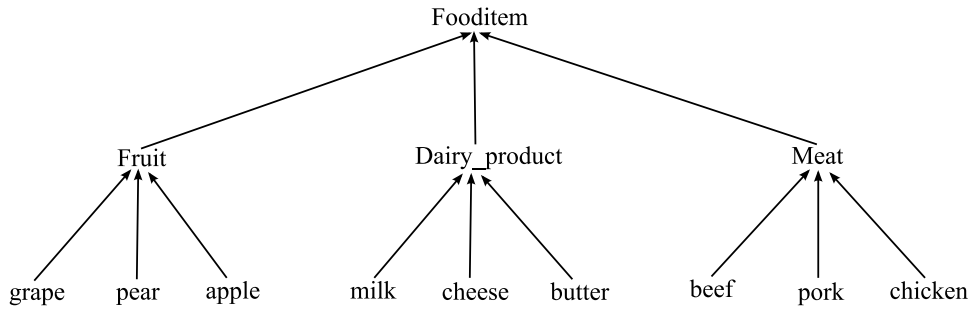 Fooditem
Fruit Dairy_product Meat
grape pear apple milk cheese butter beef pork chicken